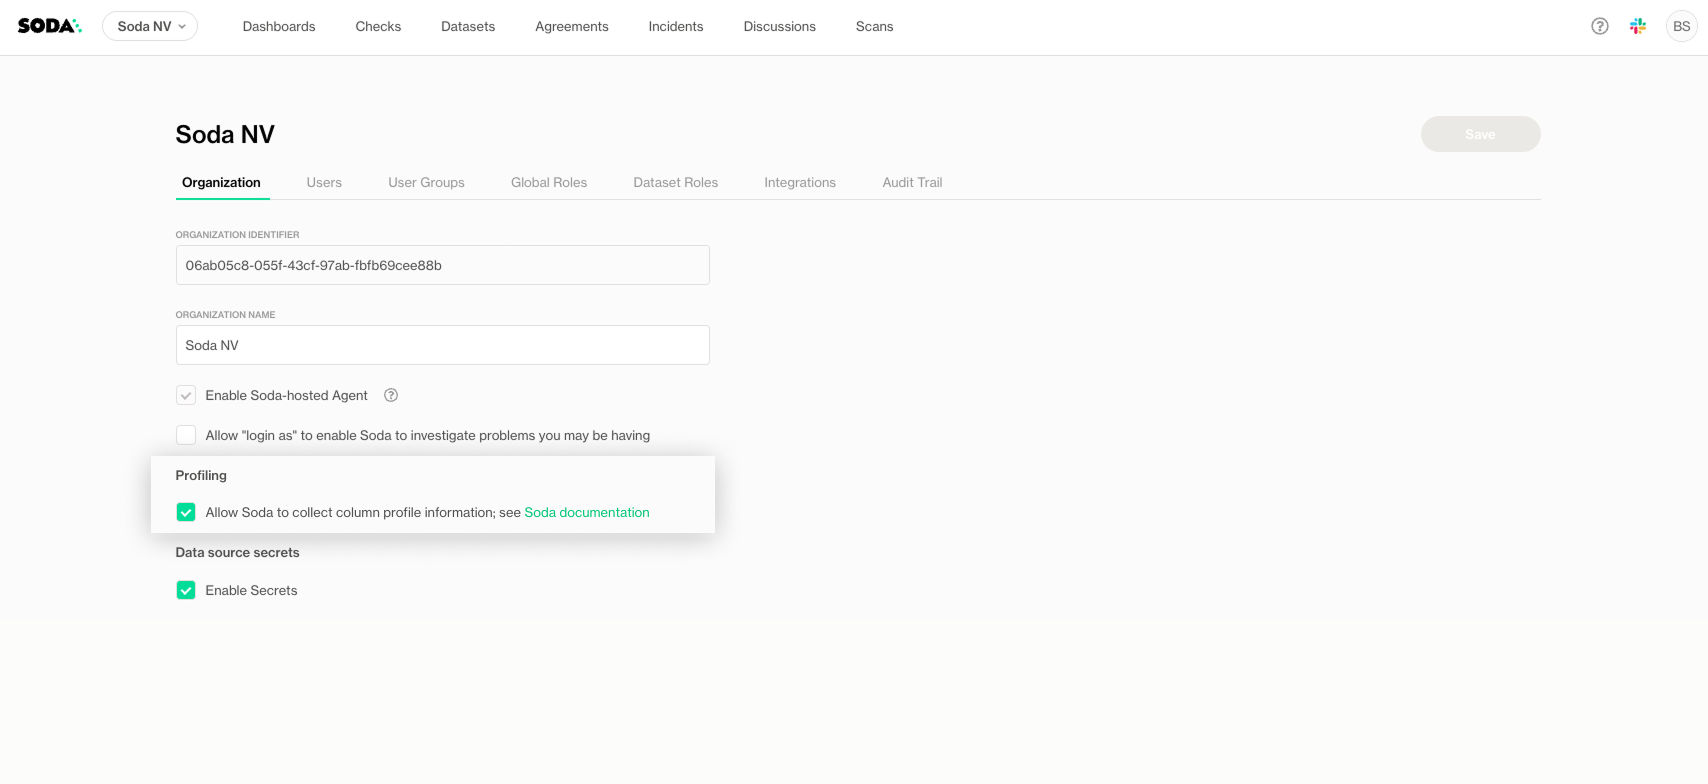 SODA
Soda NV
Dashboards
Checks
Datasets
Agreements
Incidents
Discussions
Scans
BS
Soda NV
Save
Organization
Users
User Groups
Global Roles
Dataset Roles
Integrations
Audit Trail
ORGANIZATION IDENTIFIER
06ab05c8-055f-43cf-97ab-fbfb69cee88b
ORGANIZATION NAME
Soda NV
Enable Soda-hosted Agent
Allow "login as" to enable Soda to investigate problems you may be having
Profiling
Allow Soda to collect column profile information; see Soda documentation
Data source secrets
Enable Secrets